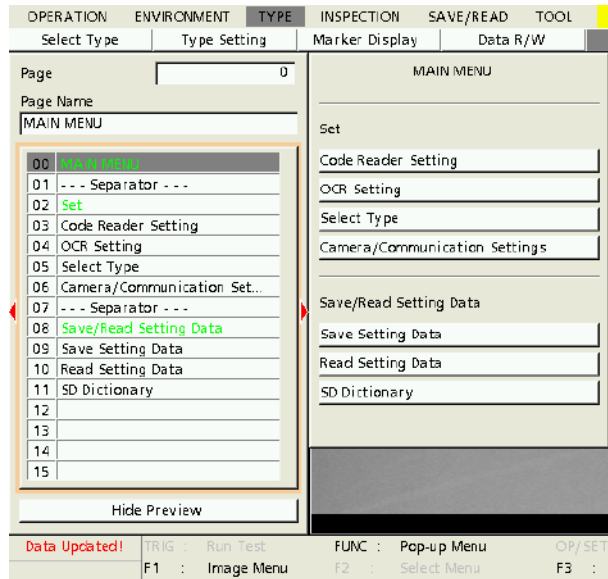 OPERATION ENVIRONMENT TYPE INSPECTION SAVE/READ TOOL
Select Type Type Setting Marker Display Data R/W
Page 0
Page Name
MAIN MENU
00 MAIN MENU
01 - - - Separator - - -
02 Set
03 Code Reader Setting
04 OCR Setting
05 Select Type
06 Camera/Communication Set...
07 - - - Separator - - -
08 Save/Read Setting Data
09 Save Setting Data
10 Read Setting Data
11 SD Dictionary
12
13
14
15
Hide Preview
MAIN MENU
Set
Code Reader Setting
OCR Setting
Select Type
Camera/Communication Settings
Save/Read Setting Data
Save Setting Data
Read Setting Data
SD Dictionary
Data Updated! TRIG : Run Test FUNC : Pop-up Menu OP/SET
F1 : Image Menu F2 : Select Menu F3 :